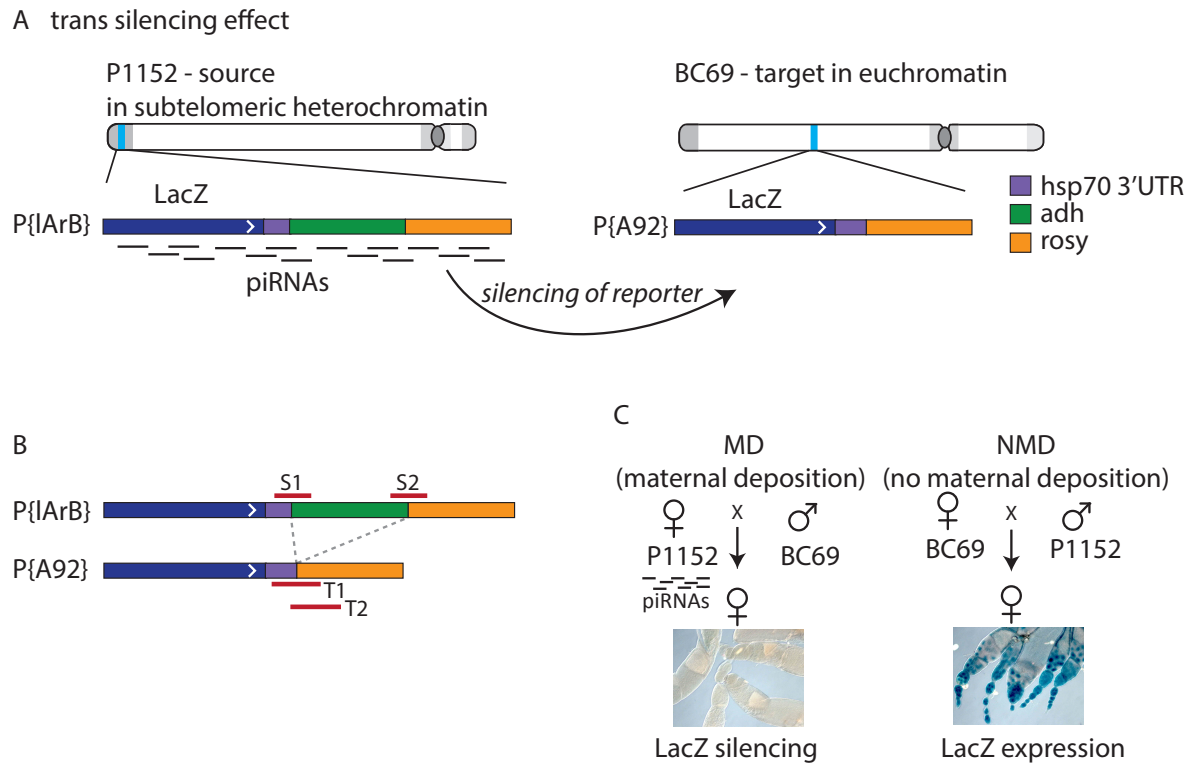 A trans silencing effect
P1152 - source
in subtelomeric heterochromatin
LacZ
P{lArB}
piRNAs
silencing of reporter
BC69 - target in euchromatin
LacZ
P{A92}
hsp70 3'UTR
adh
rosy
B
S1 S2
P{lArB}
P{A92}
T1
T2
C
MD
(maternal deposition)
♀ x ♂
P1152 BC69
piRNAs
♀
LacZ silencing
NMD
(no maternal deposition)
♀ x ♂
BC69 P1152
♀
LacZ expression